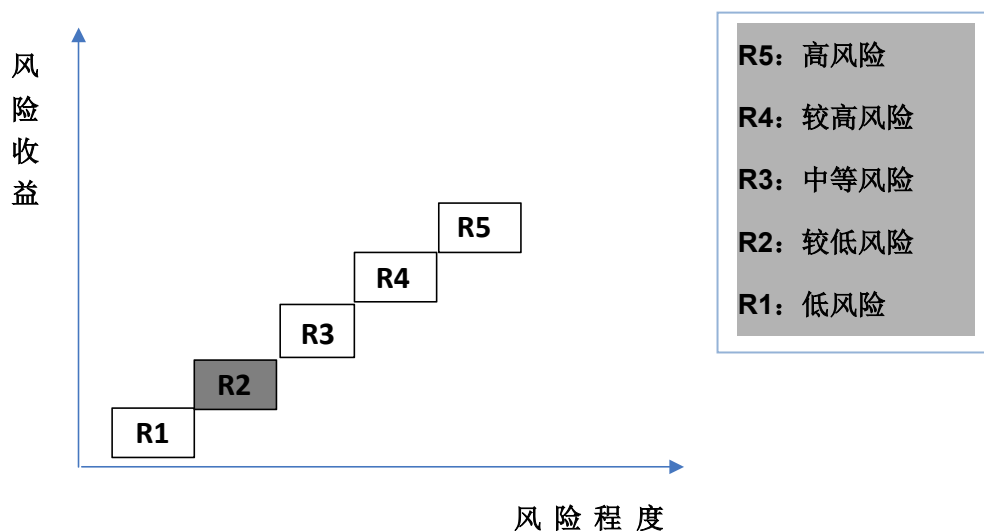 风
险
收
益
R5：高风险
R4：较高风险
R3：中等风险
R2：较低风险
R1：低风险
R5
R4
R3
R2
R1
风险程度